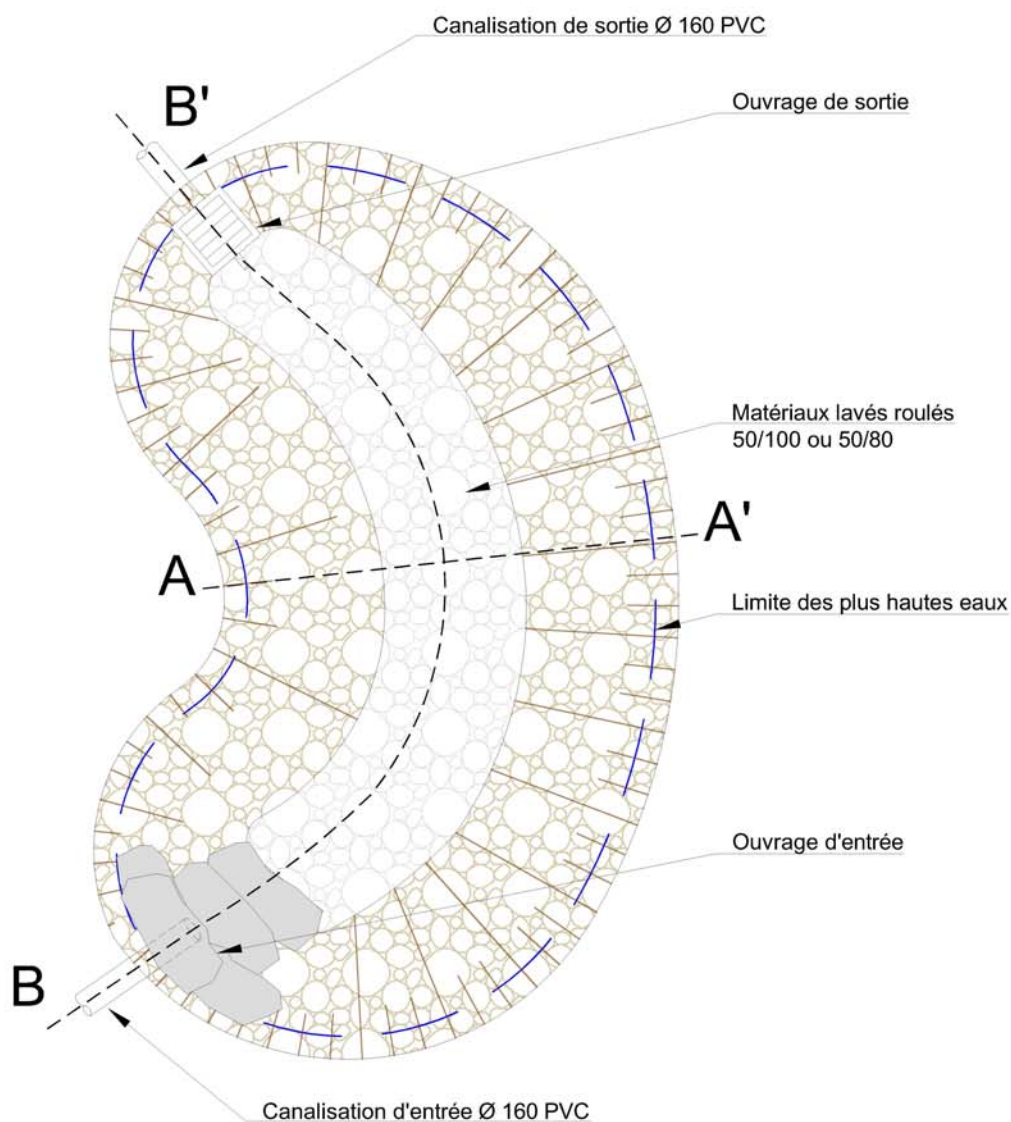 Canalisation de sortie Ø 160 PVC
B'
Ouvrage de sortie
Matériaux lavés roulés
50/100 ou 50/80
A'
A
Limite des plus hautes eaux
Ouvrage d'entrée
B
Canalisation d'entrée Ø 160 PVC